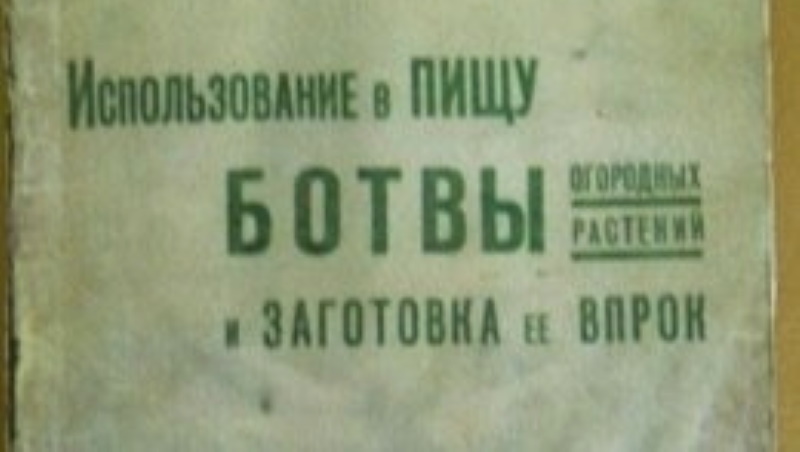 Использование в ПИЩУ
БОТВЫ ОГОРОДНЫХ
РАСТЕНИЙ
и ЗАГОТОВКА ЕЕ ВПРОК